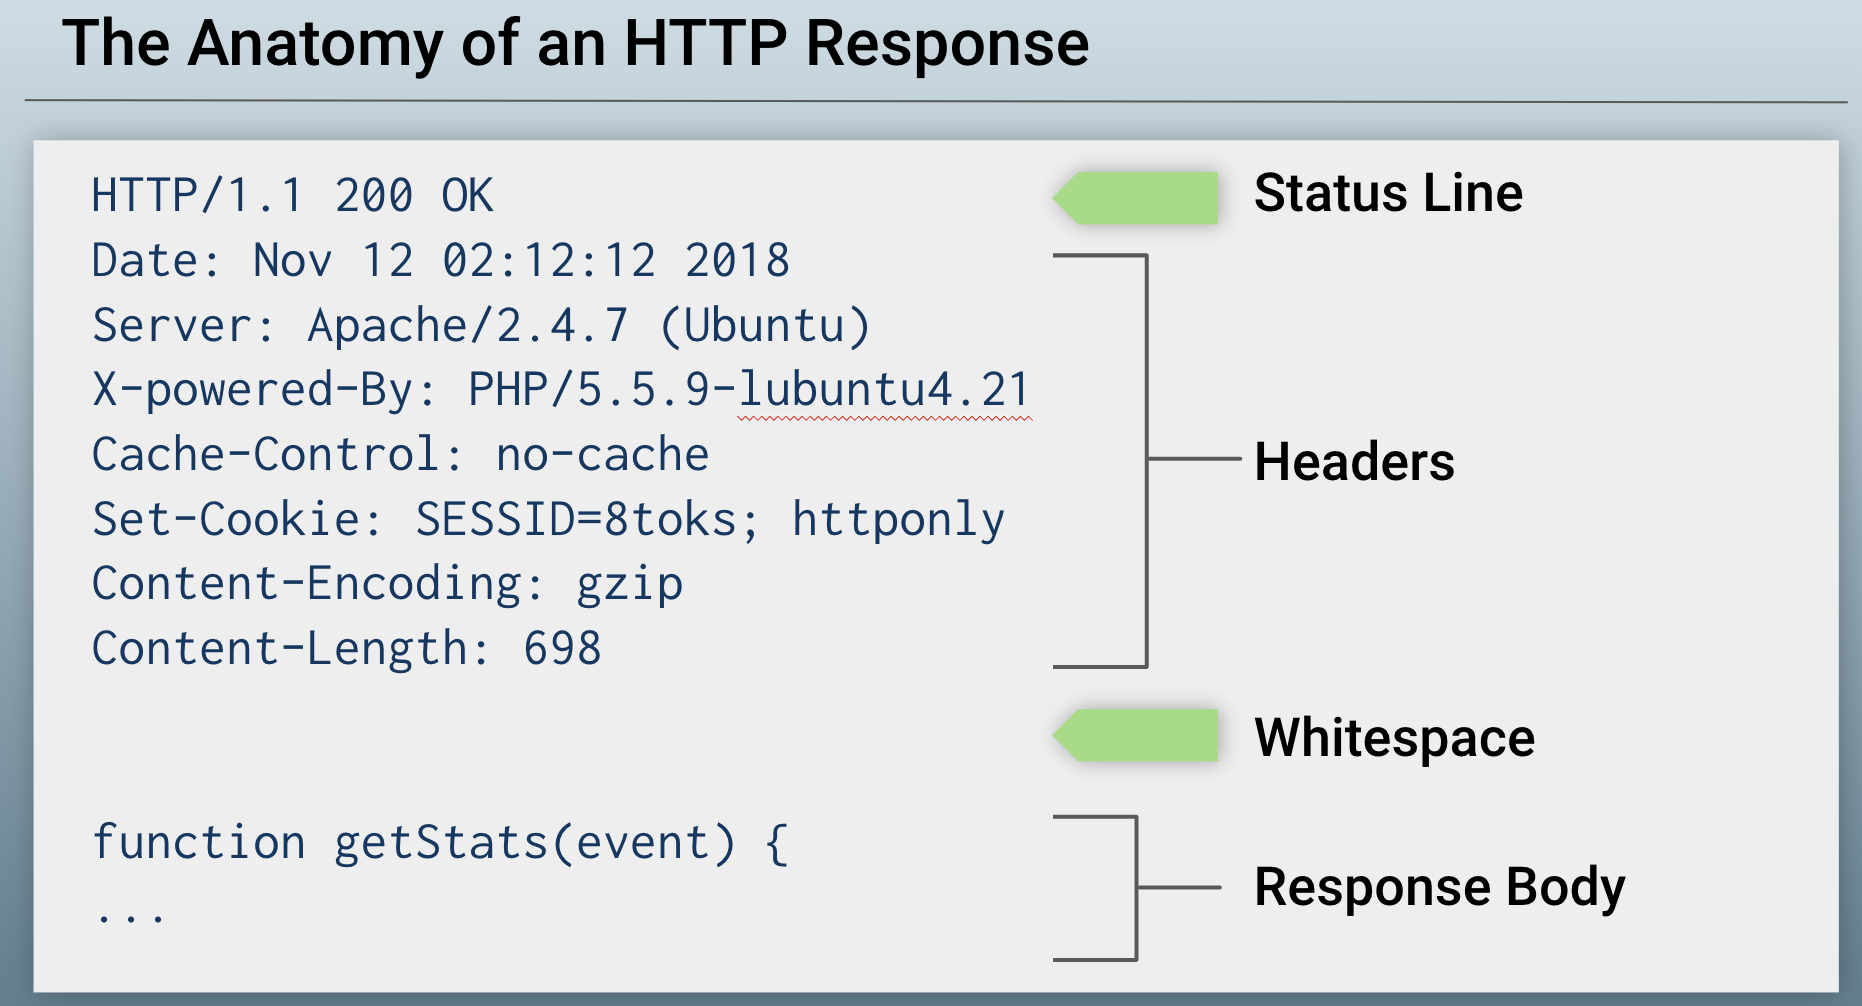 The Anatomy of an HTTP Response
HTTP/1.1 200 OK
Status Line
Date: Nov 12 02:12:12 2018
Server: Apache/2.4.7 (Ubuntu)
X-powered-By: PHP/5.5.9-lubuntu4.21
Cache-Control: no-cache
Headers
Set-Cookie: SESSID=8toks; httponly
Content-Encoding: gzip
Content-Length: 698
Whitespace
function getStats(event) {
...
Response Body